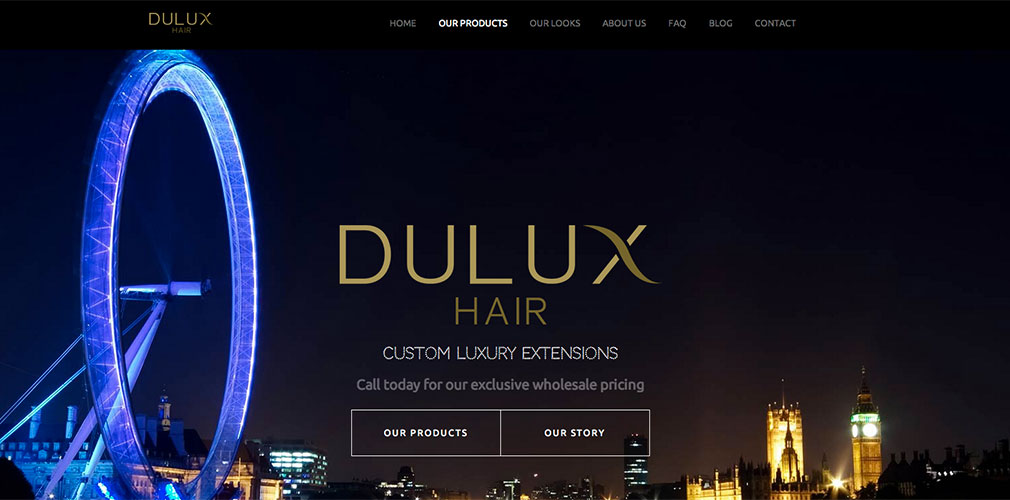 DULUX
HAIR
HOME OUR PRODUCTS OUR LOOKS ABOUT US FAQ BLOG CONTACT
DULUX
HAIR
CUSTOM LUXURY EXTENSIONS
Call today for our exclusive wholesale pricing
OUR PRODUCTS OUR STORY